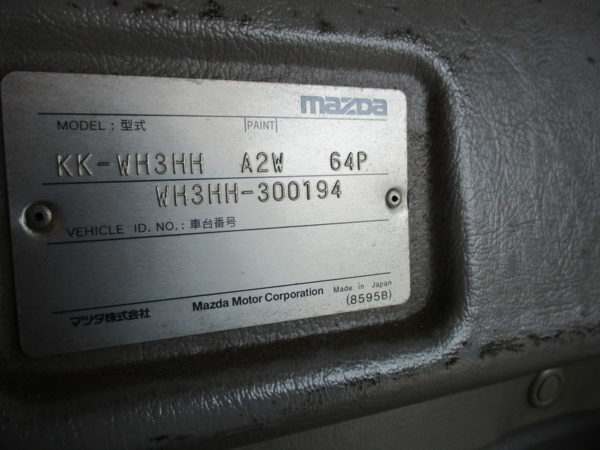 mazda
MODEL : 型式 PAINT
KK-WH3HH A2W 64P
WH3HH-300194
VEHICLE ID. NO. : 車台番号
マツダ株式会社 Mazda Motor Corporation Made in Japan
(8595B)